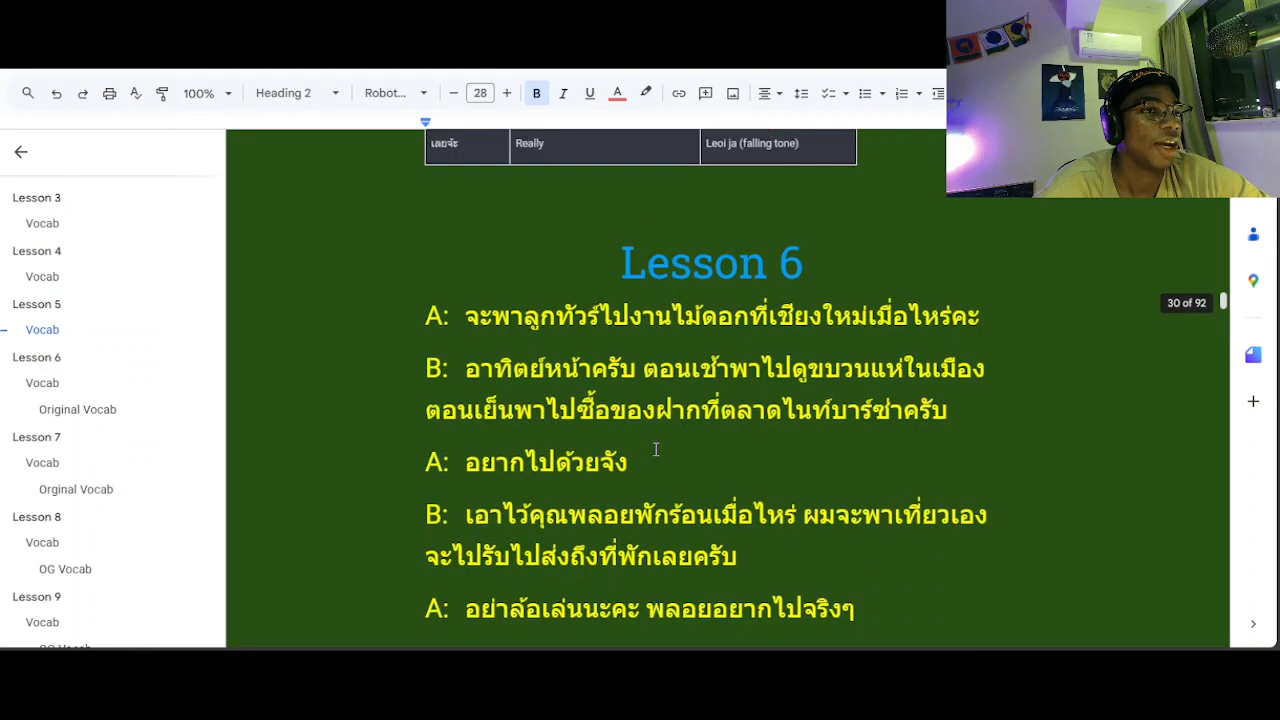 100%
Heading 2
Robot...
− 28 +
B
I
U
A
Lesson 3
Vocab
Lesson 4
Vocab
Lesson 5
Vocab
Lesson 6
Vocab
Original Vocab
Lesson 7
Vocab
Orginal Vocab
Lesson 8
Vocab
OG Vocab
Lesson 9
Vocab
เลยจ้ะ Really Leoi ja (falling tone)
Lesson 6
A: จะพาลูกทัวร์ไปงานไม้ดอกที่เชียงใหม่เมื่อไหร่คะ
B: อาทิตย์หน้าครับ ตอนเช้าพาไปดูขบวนแห่ในเมือง
ตอนเย็นพาไปซื้อของฝากที่ตลาดไนท์บาร์ซ่าครับ
A: อยากไปด้วยจัง
B: เอาไว้คุณพลอยพักร้อนเมื่อไหร่ ผมจะพาเที่ยวเอง
จะไปรับไปส่งถึงที่พักเลยครับ
A: อย่าล้อเล่นนะคะ พลอยอยากไปจริงๆ
30 of 92